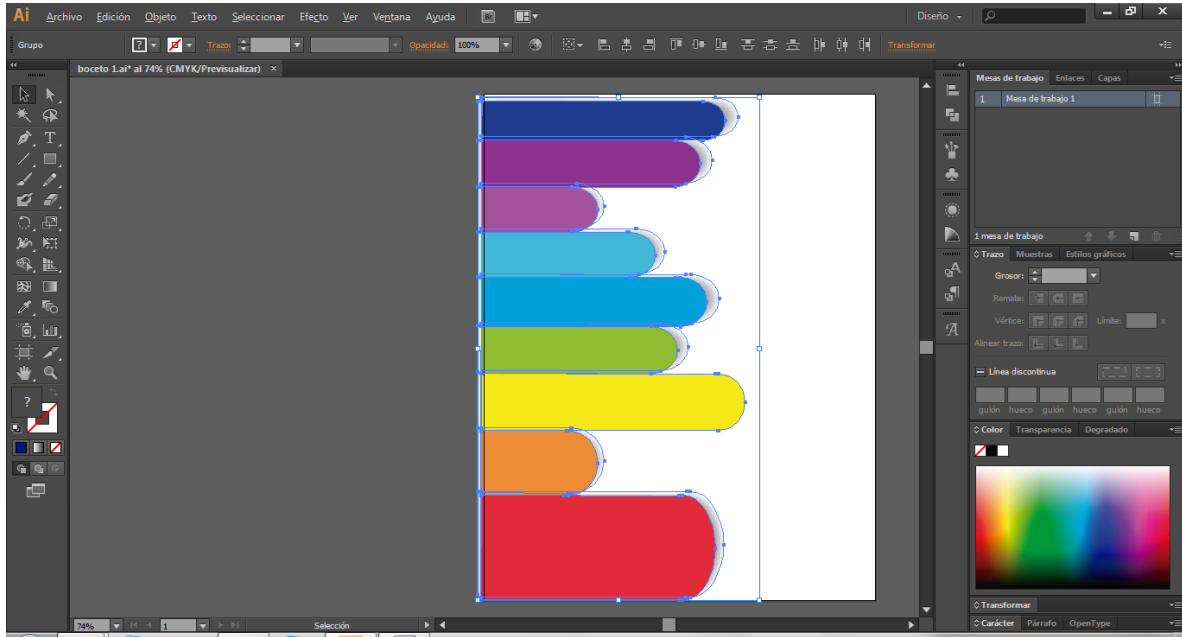 Ai Archivo Edición Objeto Texto Seleccionar Efecto Ver Ventana Ayuda Br Diseño
Grupo ? Trazo: Opacidad: 100% Transformar
boceto 1.ai* al 74% (CMYK/Previsualizar) ×
Mesas de trabajo Enlaces Capas
1 Mesa de trabajo 1
1 mesa de trabajo
Trazo Muestras Estilos gráficos
Grosor:
Remate:
Vértice: Límite: x
Alinear trazo:
Línea discontinua
guión hueco guión hueco guión hueco
Color Transparencia Degradado
?
Transformar
Carácter Párrafo OpenType
74% 1 Selección